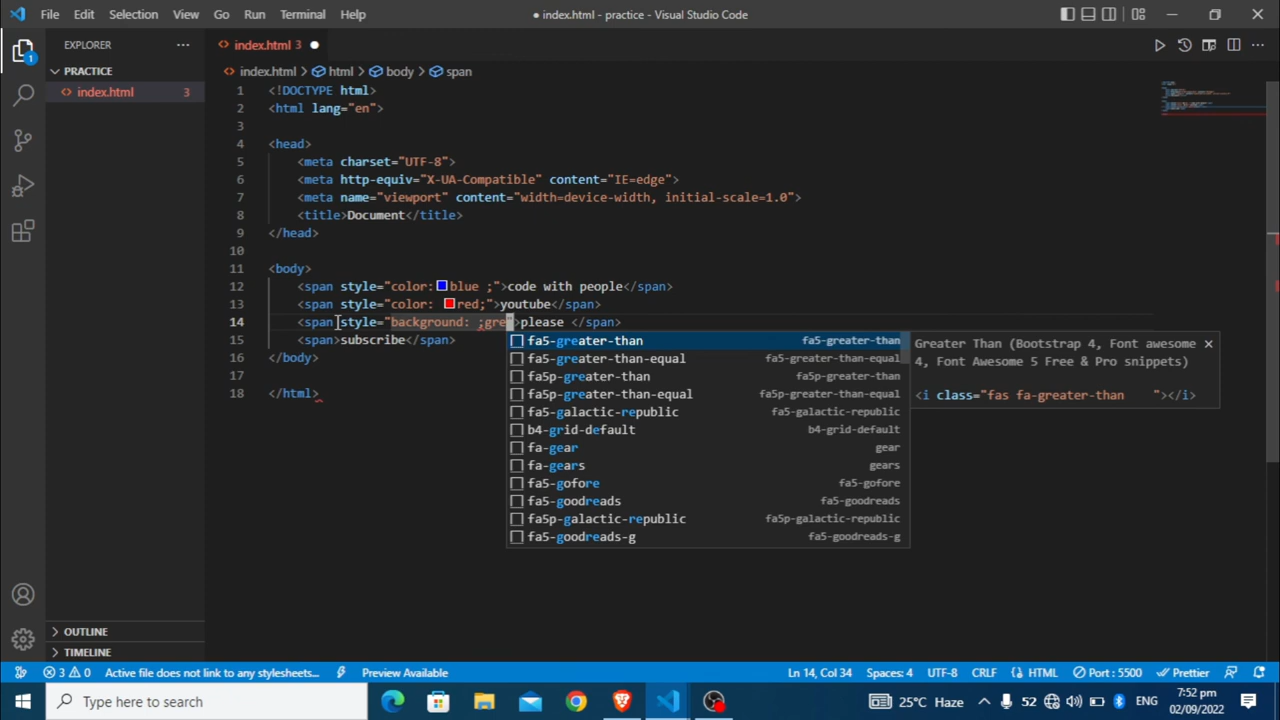 File Edit Selection View Go Run Terminal Help
● index.html - practice - Visual Studio Code
EXPLORER
PRACTICE
index.html 3
index.html 3
index.html html body span
1 <!DOCTYPE html>
2 <html lang="en">
3
4 <head>
5 <meta charset="UTF-8">
6 <meta http-equiv="X-UA-Compatible" content="IE=edge">
7 <meta name="viewport" content="width=device-width, initial-scale=1.0">
8 <title>Document</title>
9 </head>
10
11 <body>
12 <span style="color:blue ;">code with people</span>
13 <span style="color: red;">youtube</span>
14 <span style="background: ;gre">please </span>
15 <span>subscribe</span>
16 </body>
17
18 </html>
fa5-greater-than fa5-greater-than
fa5-greater-than-equal fa5-greater-than-equal
fa5p-greater-than fa5p-greater-than
fa5p-greater-than-equal fa5p-greater-than-equal
fa5-galactic-republic fa5-galactic-republic
b4-grid-default b4-grid-default
fa-gear gear
fa-gears gears
fa5-gofore fa5-gofore
fa5-goodreads fa5-goodreads
fa5p-galactic-republic fa5p-galactic-republic
fa5-goodreads-g fa5-goodreads-g
Greater Than (Bootstrap 4, Font awesome
4, Font Awesome 5 Free & Pro snippets)
<i class="fas fa-greater-than "></i>
1
OUTLINE
TIMELINE
3 0 Active file does not link to any stylesheets... Preview Available Ln 14, Col 34 Spaces: 4 UTF-8 CRLF HTML Port : 5500 Prettier
Type here to search
25°C Haze 52 ENG
7:52 pm
02/09/2022